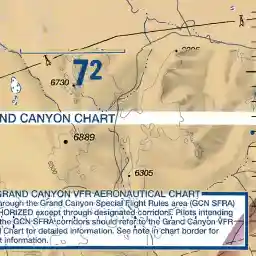 6730
72
ND CANYON CHART
6889
6305
GRAND CANYON VFR AERONAUTICAL CHART
through the Grand Canyon Special Flight Rules area (GCN SFRA)
HORIZED except through designated corridors. Pilots intending
the GCN SFRA corridors should refer to the Grand Canyon VFR
l Chart for detailed information. See note in chart border for
t information.